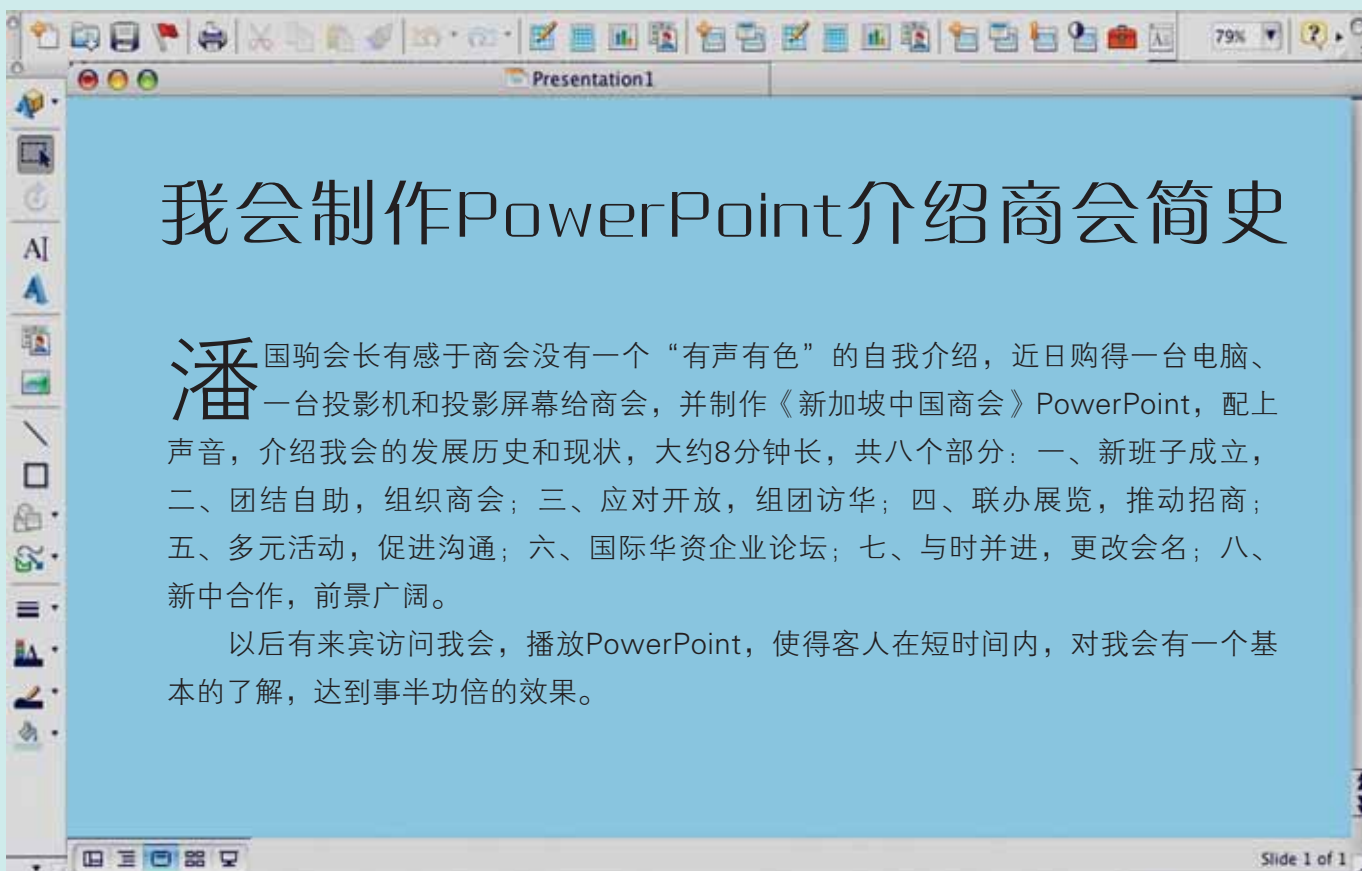 79%
Presentation1
AI
A
我会制作PowerPoint介绍商会简史
潘国驹会长有感于商会没有一个“有声有色”的自我介绍，近日购得一台电脑、
一台投影机和投影屏幕给商会，并制作《新加坡中国商会》PowerPoint，配上
声音，介绍我会的发展历史和现状，大约8分钟长，共八个部分：一、新班子成立，
二、团结自助，组织商会；三、应对开放，组团访华；四、联办展览，推动招商；
五、多元活动，促进沟通；六、国际华资企业论坛；七、与时并进，更改会名；八、
新中合作，前景广阔。
以后有来宾访问我会，播放PowerPoint，使得客人在短时间内，对我会有一个基
本的了解，达到事半功倍的效果。
Slide 1 of 1